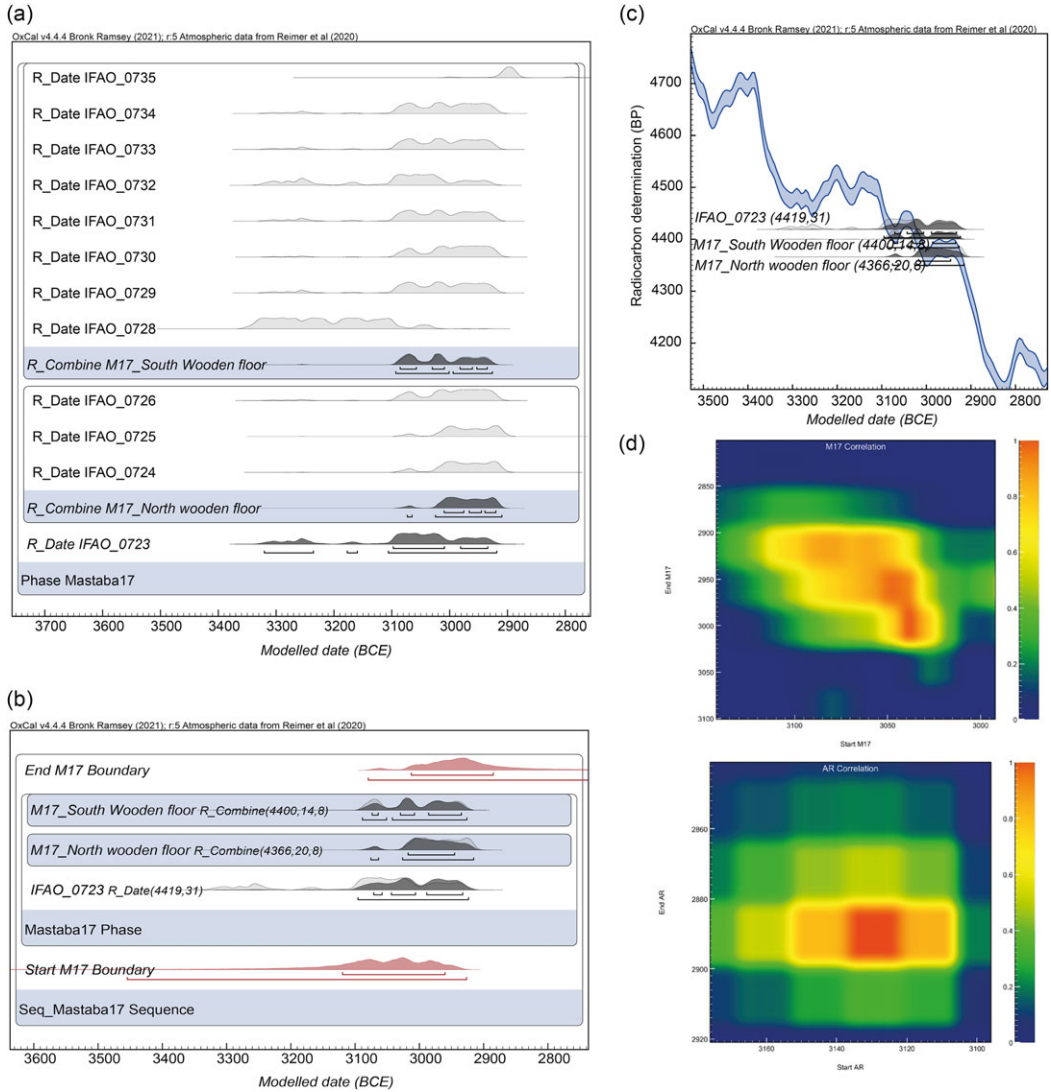 (a)
OxCal v4.4.4 Bronk Ramsey (2021); r:5 Atmospheric data from Reimer et al (2020)
R_Date IFAO_0735
R_Date IFAO_0734
R_Date IFAO_0733
R_Date IFAO_0732
R_Date IFAO_0731
R_Date IFAO_0730
R_Date IFAO_0729
R_Date IFAO_0728
R_Combine M17_South Wooden floor
R_Date IFAO_0726
R_Date IFAO_0725
R_Date IFAO_0724
R_Combine M17_North wooden floor
R_Date IFAO_0723
Phase Mastaba17
3700 3600 3500 3400 3300 3200 3100 3000 2900 2800
Modelled date (BCE)
(b)
OxCal v4.4.4 Bronk Ramsey (2021); r:5 Atmospheric data from Reimer et al (2020)
End M17 Boundary
M17_South Wooden floor R_Combine(4400,14,8)
M17_North wooden floor R_Combine(4366,20,8)
IFAO_0723 R_Date(4419,31)
Mastaba17 Phase
Start M17 Boundary
Seq_Mastaba17 Sequence
3600 3500 3400 3300 3200 3100 3000 2900 2800
Modelled date (BCE)
(c)
OxCal v4.4.4 Bronk Ramsey (2021); r:5 Atmospheric data from Reimer et al (2020)
Radiocarbon determination (BP)
4700
4600
4500
4400
4300
4200
IFAO_0723 (4419,31)
M17_South Wooden floor (4400,14,8)
M17_North wooden floor (4366,20,8)
3500 3400 3300 3200 3100 3000 2900 2800
Modelled date (BCE)
(d)
M17 Correlation
End M17
2850
2900
2950
3000
3050
3100
3100 3050 3000
Start M17
1
0.8
0.6
0.4
0.2
0
AR Correlation
End AR
2860
2880
2900
2920
3160 3140 3120 3100
Start AR
1
0.8
0.6
0.4
0.2
0